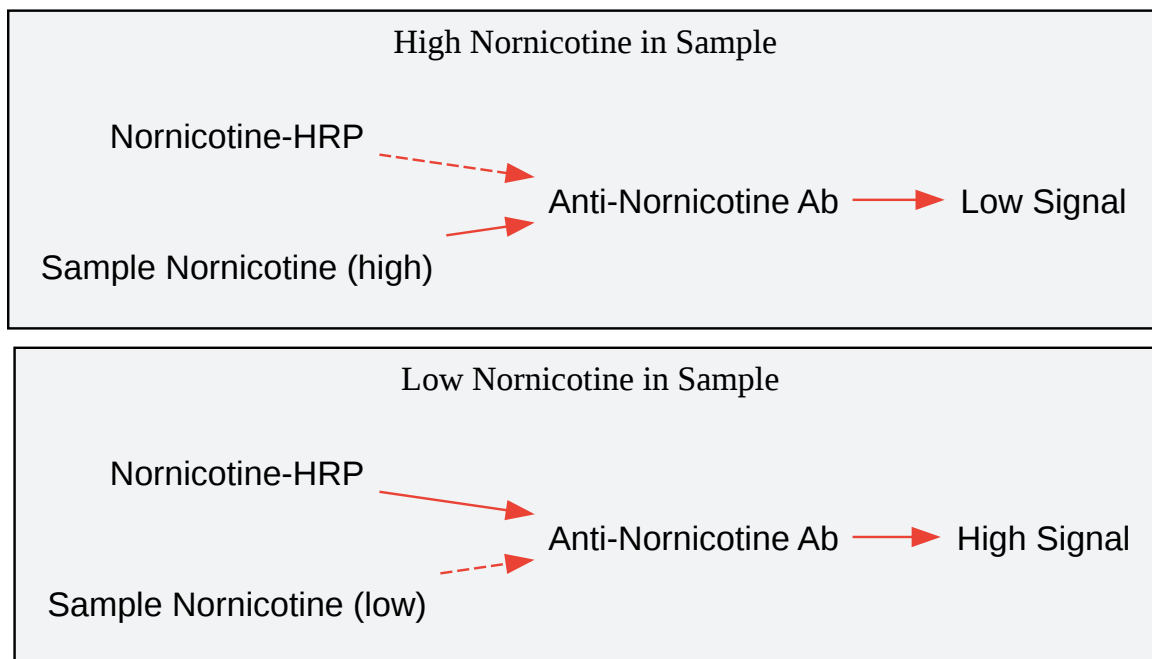 High Nornicotine in Sample
Nornicotine-HRP
Anti-Nornicotine Ab
Low Signal
Sample Nornicotine (high)
Low Nornicotine in Sample
Nornicotine-HRP
Anti-Nornicotine Ab
High Signal
Sample Nornicotine (low)